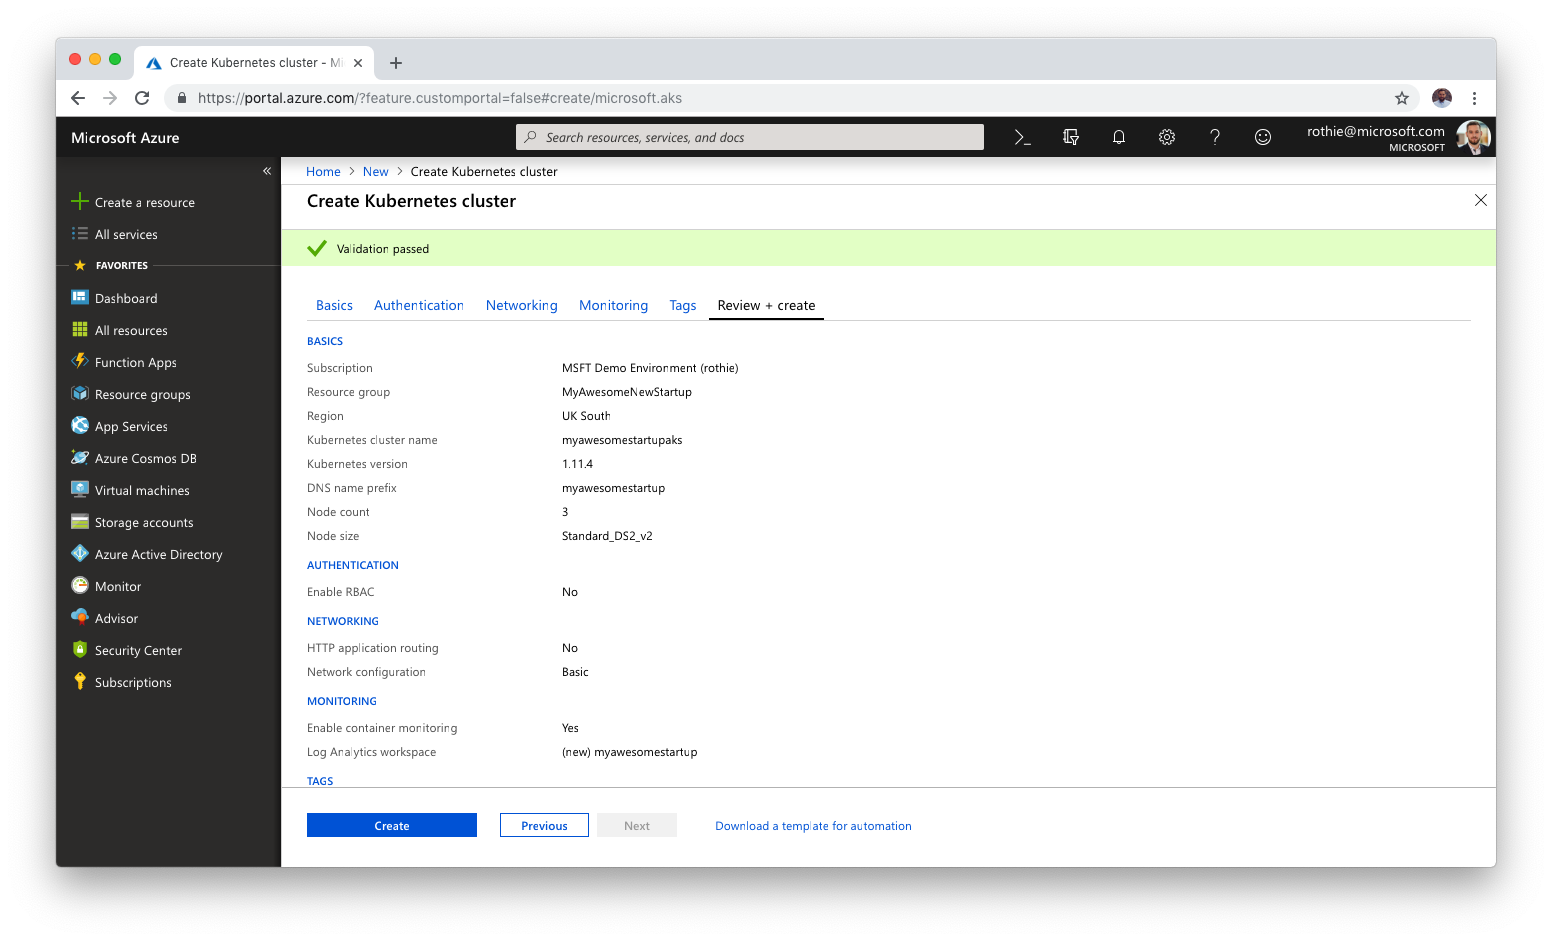 Create Kubernetes cluster - Mi
https://portal.azure.com/?feature.customportal=false#create/microsoft.aks
Microsoft Azure
Search resources, services, and docs
rothie@microsoft.com
MICROSOFT
Home > New > Create Kubernetes cluster
Create Kubernetes cluster
Validation passed
Create a resource
All services
FAVORITES
Dashboard
All resources
Function Apps
Resource groups
App Services
Azure Cosmos DB
Virtual machines
Storage accounts
Azure Active Directory
Monitor
Advisor
Security Center
Subscriptions
Basics Authentication Networking Monitoring Tags Review + create
BASICS
Subscription MSFT Demo Environment (rothie)
Resource group MyAwesomeNewStartup
Region UK South
Kubernetes cluster name myawesomestartupaks
Kubernetes version 1.11.4
DNS name prefix myawesomestartup
Node count 3
Node size Standard_DS2_v2
AUTHENTICATION
Enable RBAC No
NETWORKING
HTTP application routing No
Network configuration Basic
MONITORING
Enable container monitoring Yes
Log Analytics workspace (new) myawesomestartup
TAGS
Create Previous Next Download a template for automation